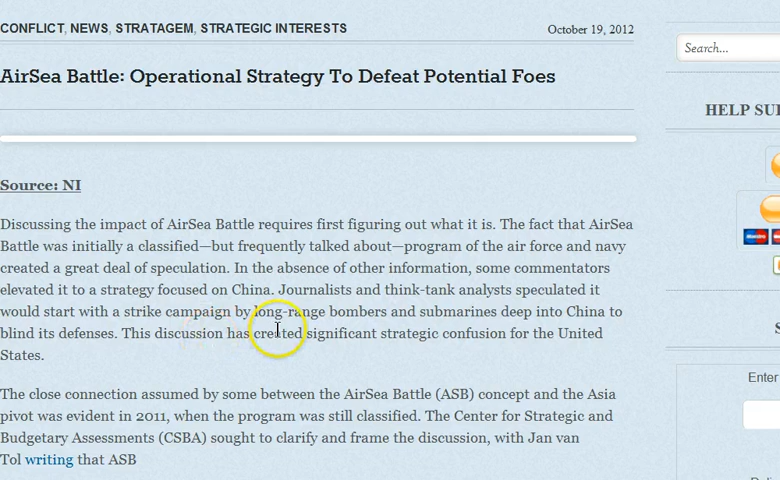 CONFLICT, NEWS, STRATAGEM, STRATEGIC INTERESTS
October 19, 2012
AirSea Battle: Operational Strategy To Defeat Potential Foes
Source: NI
Discussing the impact of AirSea Battle requires first figuring out what it is. The fact that AirSea
Battle was initially a classified—but frequently talked about—program of the air force and navy
created a great deal of speculation. In the absence of other information, some commentators
elevated it to a strategy focused on China. Journalists and think-tank analysts speculated it
would start with a strike campaign by long-range bombers and submarines deep into China to
blind its defenses. This discussion has created significant strategic confusion for the United
States.
The close connection assumed by some between the AirSea Battle (ASB) concept and the Asia
pivot was evident in 2011, when the program was still classified. The Center for Strategic and
Budgetary Assessments (CSBA) sought to clarify and frame the discussion, with Jan van
Tol writing that ASB
Search...
HELP
Enter